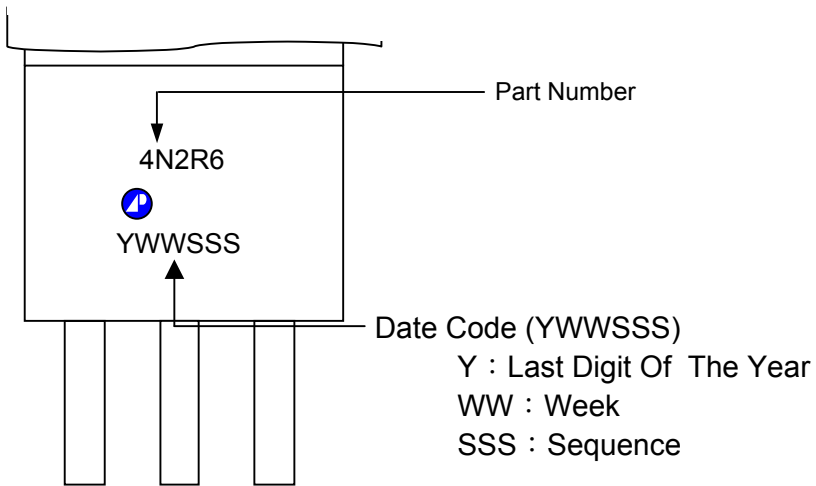 Part Number
4N2R6
YWWSSS
Date Code (YWWSSS)
Y：Last Digit Of The Year
WW：Week
SSS：Sequence